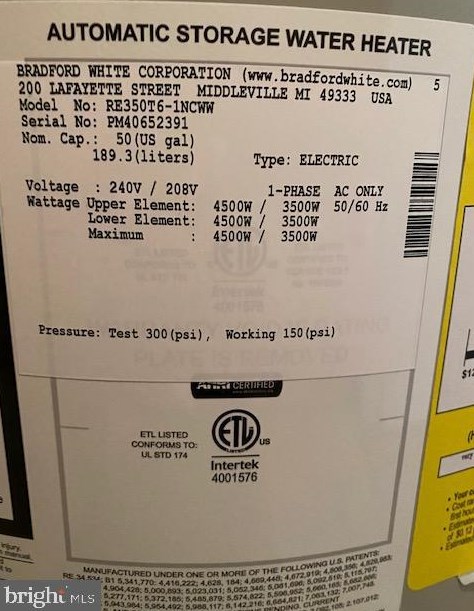 AUTOMATIC STORAGE WATER HEATER
BRADFORD WHITE CORPORATION (www.bradfordwhite.com) 5
200 LAFAYETTE STREET MIDDLEVILLE MI 49333 USA
Model No: RE350T6-1NCWW
Serial No: PM40652391
Nom. Cap.: 50(US gal)
189.3(liters) Type: ELECTRIC
Voltage : 240V / 208V 1-PHASE AC ONLY
Wattage Upper Element: 4500W / 3500W 50/60 Hz
Lower Element: 4500W / 3500W
Maximum : 4500W / 3500W
Pressure: Test 300(psi), Working 150(psi)
CERTIFIED
ETL LISTED
CONFORMS TO:
UL STD 174
ETL US
LISTED
Intertek
4001576
MANUFACTURED UNDER ONE OR MORE OF THE FOLLOWING U.S. PATENTS:
bright MLS